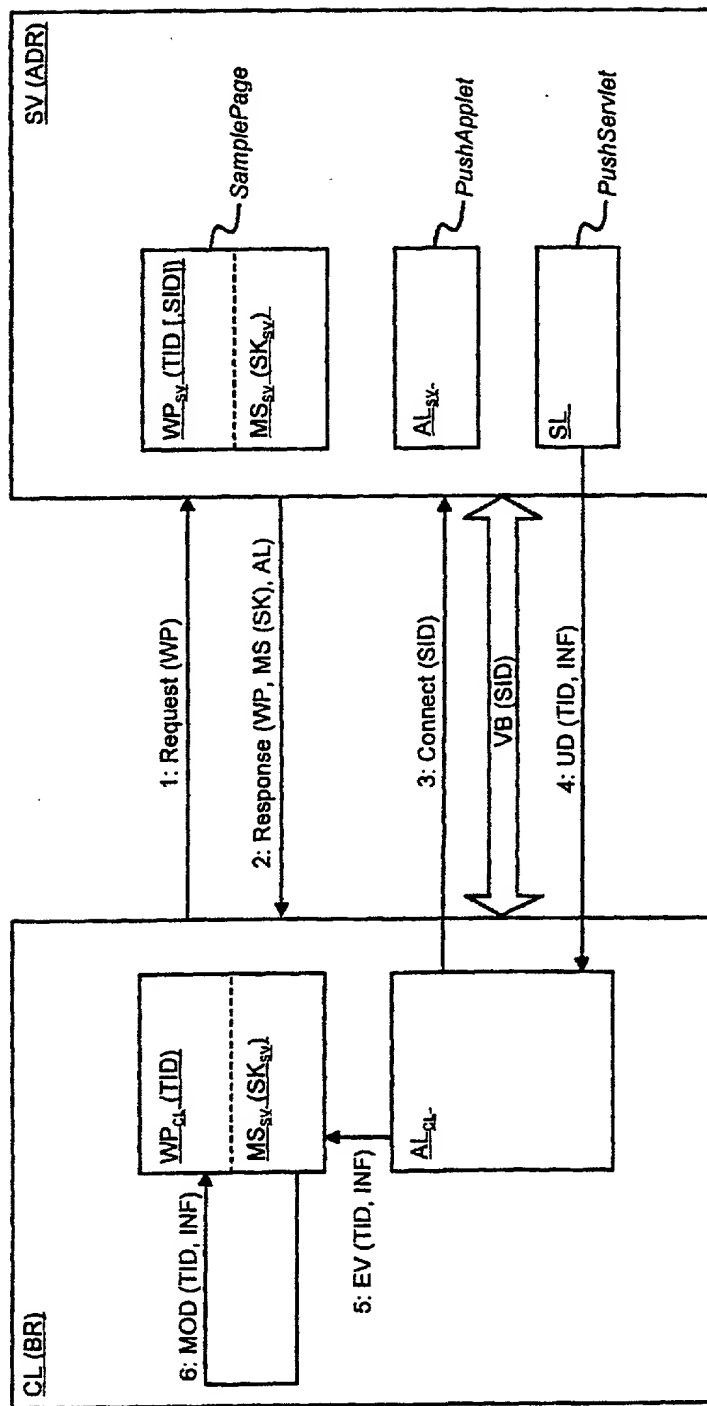 CL (BR)
WP_CL (TID)
MS_SV (SK_SV)
6: MOD (TID, INF)
5: EV (TID, INF)
AL_CL
1: Request (WP)
2: Response (WP, MS (SK), AL)
3: Connect (SID)
VB (SID)
4: UD (TID, INF)
SV (ADR)
WP_SV (TID [,SID])
MS_SV (SK_SV)
SamplePage
AL_SV
PushApplet
SL
PushServlet